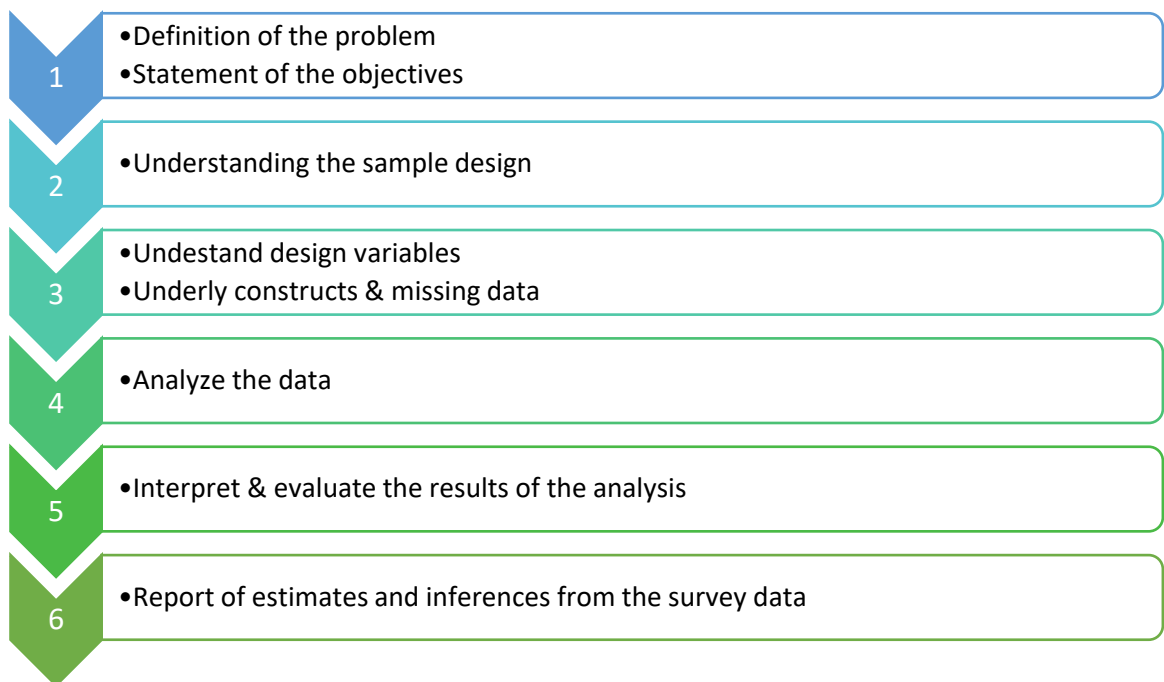 1
•Definition of the problem
•Statement of the objectives
2
•Understanding the sample design
3
•Undestand design variables
•Underly constructs & missing data
4
•Analyze the data
5
•Interpret & evaluate the results of the analysis
6
•Report of estimates and inferences from the survey data